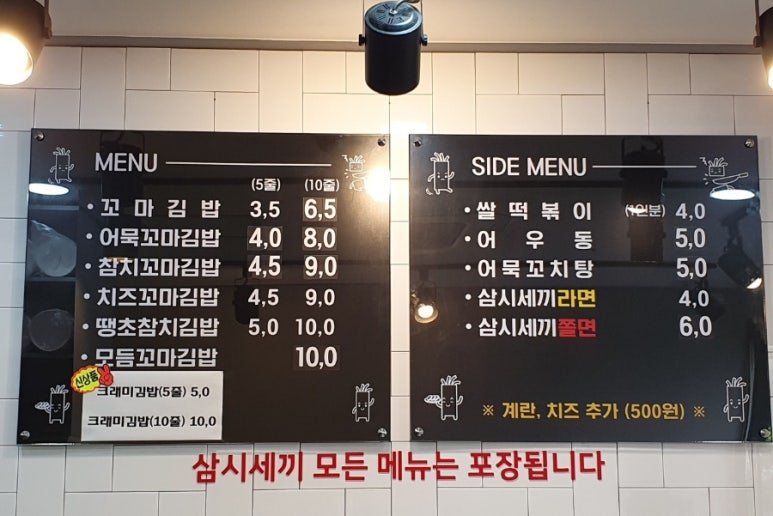 MENU
(5줄) (10줄)
• 꼬마김밥 3,5 6,5
• 어묵꼬마김밥 4,0 8,0
• 참치꼬마김밥 4,5 9,0
• 치즈꼬마김밥 4,5 9,0
• 땡초참치김밥 5,0 10,0
• 모듬꼬마김밥 10,0
신상품
크래미김밥(5줄) 5,0
크래미김밥(10줄) 10,0
SIDE MENU
• 쌀떡볶이 (1인분) 4,0
• 어우동 5,0
• 어묵꼬치탕 5,0
• 삼시세끼라면 4,0
• 삼시세끼쫄면 6,0
※ 계란, 치즈 추가 (500원) ※
삼시세끼 모든 메뉴는 포장됩니다